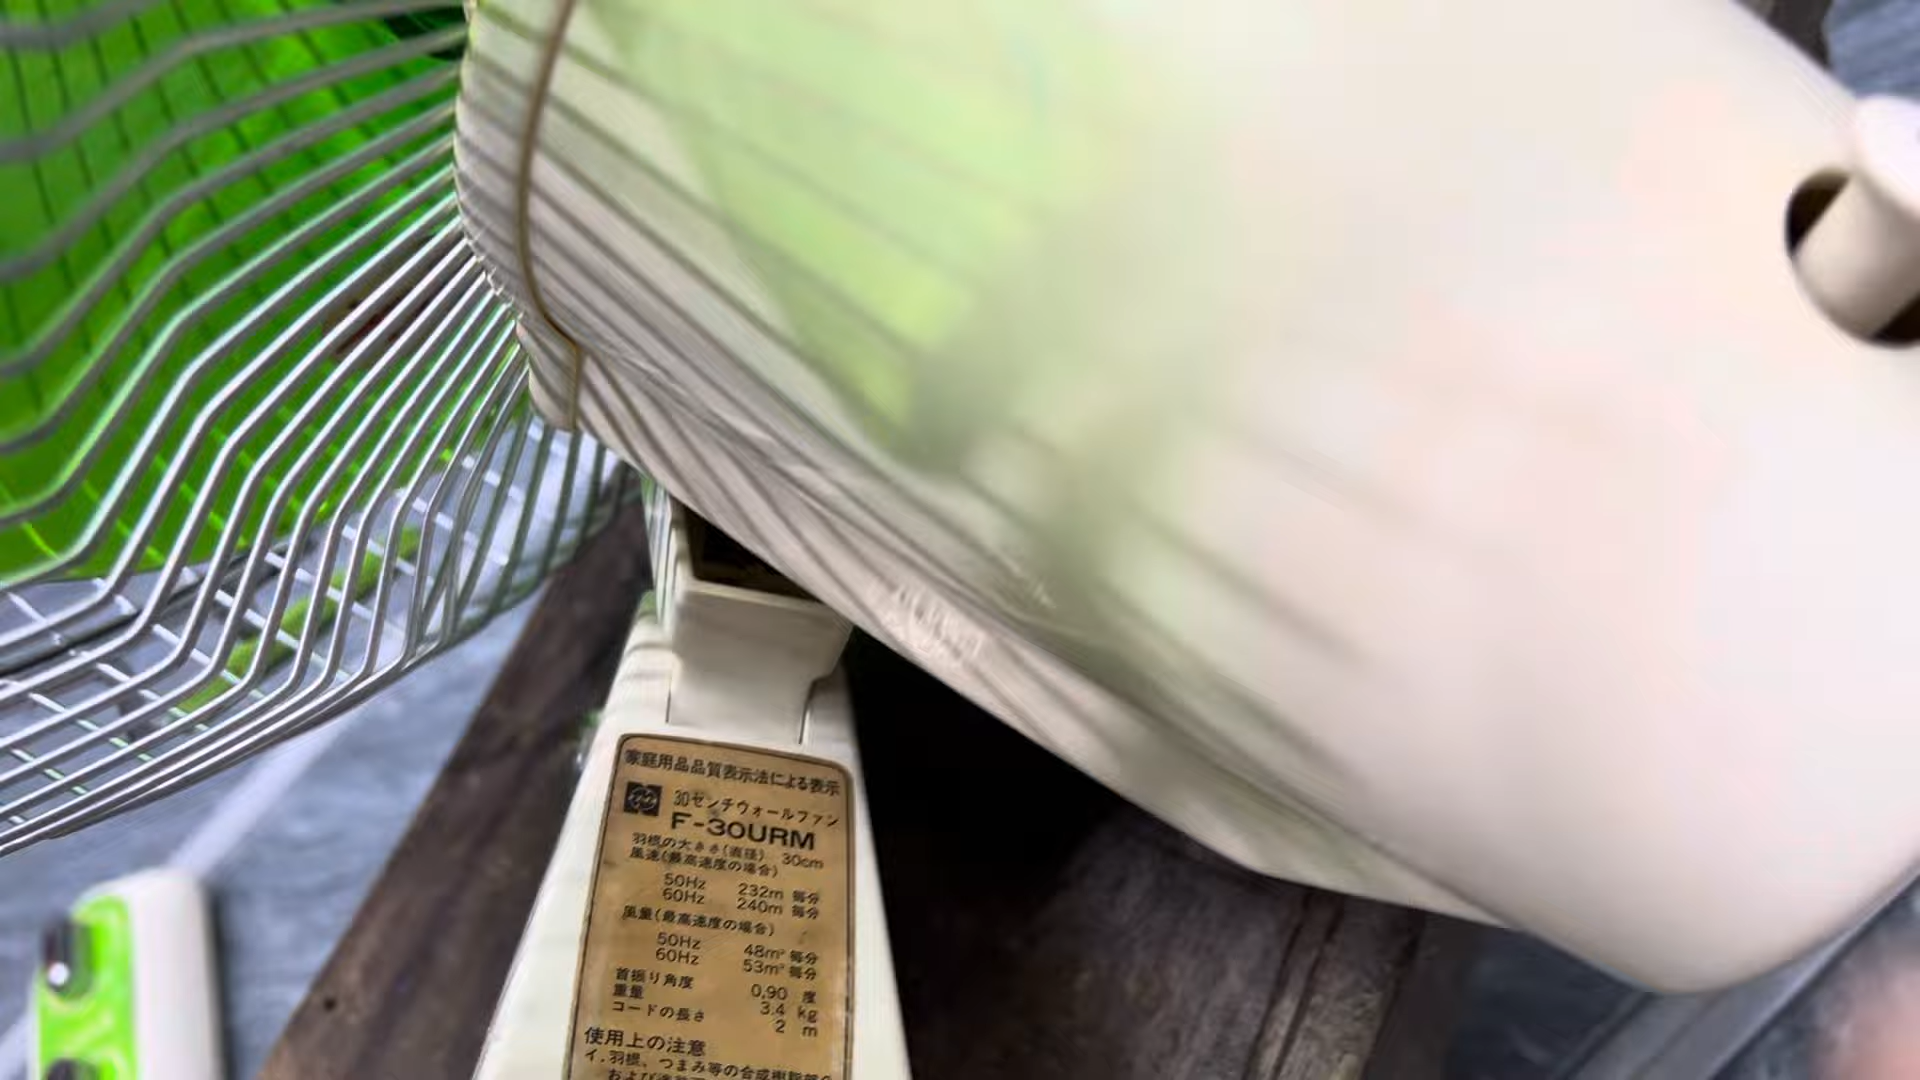 家庭用品品質表示法による表示
30センチウォールファン
F-30URM
羽根の大きさ(直径) 30cm
風速(最高速度の場合)
50Hz 232m 毎分
60Hz 240m 毎分
風量(最高速度の場合)
50Hz 48m³ 毎分
60Hz 53m³ 毎分
首振り角度 0,90 度
重量 3.4 kg
コードの長さ 2 m
使用上の注意
イ.羽根、つまみ等の合成樹脂部
および